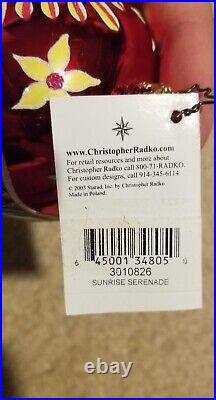 www.ChristopherRadko.com
For retail resources and more about
Christopher Radko call 800-71-RADKO.
For custom designs, call 914-345-6114
© 2003 Starad, Inc. by Christopher Radko
Made in Poland.
6 45001 34805 0
3010826
SUNRISE SERENADE